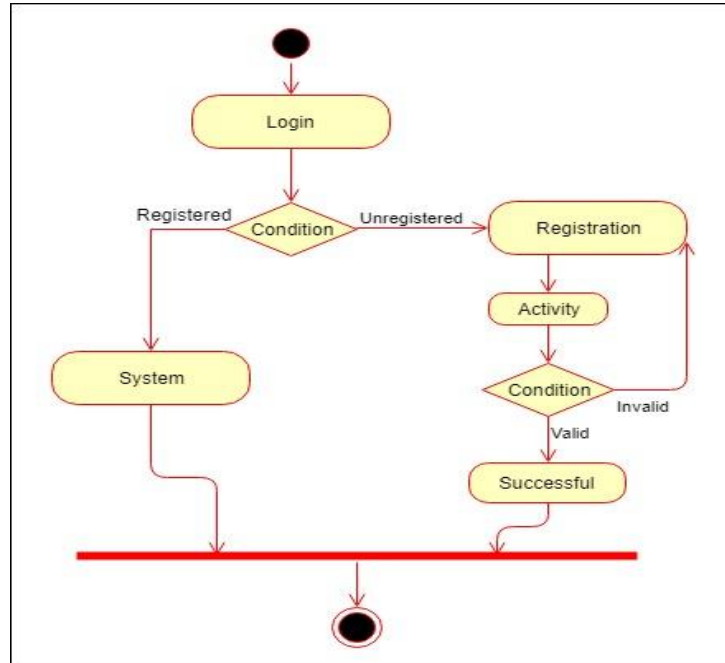 Login
Registered
Condition
Unregistered
Registration
Activity
System
Condition
Invalid
Valid
Successful